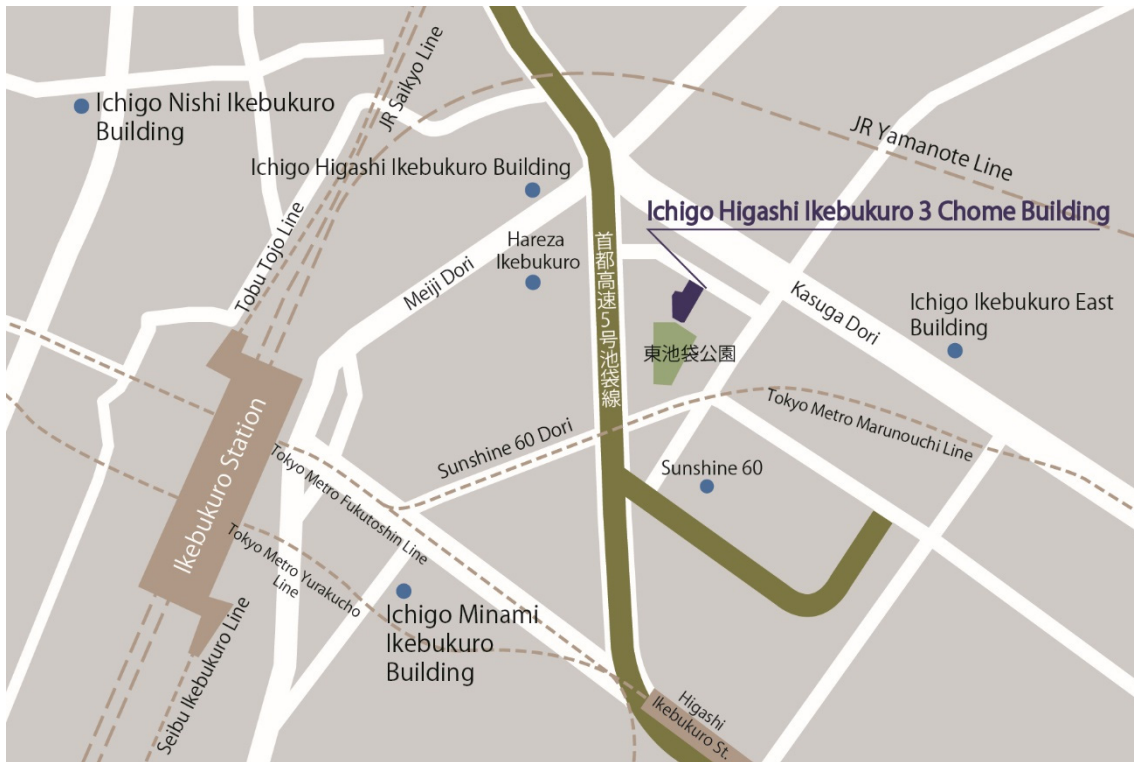 JR Saikyo Line
Ichigo Nishi Ikebukuro
Building
JR Yamanote Line
Ichigo Higashi Ikebukuro Building
Ichigo Higashi Ikebukuro 3 Chome Building
Tobu Tojo Line
Hareza
Ikebukuro
Meiji Dori
首都高速5号池袋線
Kasuga Dori
Ichigo Ikebukuro East
Building
東池袋公園
Ikebukuro Station
Sunshine 60 Dori
Tokyo Metro Marunouchi Line
Tokyo Metro Fukutoshin Line
Sunshine 60
Tokyo Metro Yurakucho
Line
Ichigo Minami
Ikebukuro
Building
Seibu Ikebukuro Line
Higashi
Ikebukuro St.